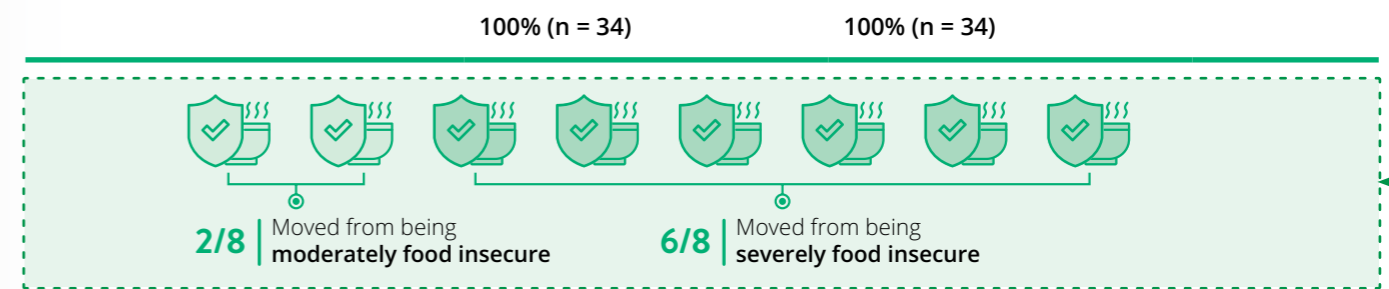 100% (n = 34) 100% (n = 34)
2/8 Moved from being
moderately food insecure
6/8 Moved from being
severely food insecure